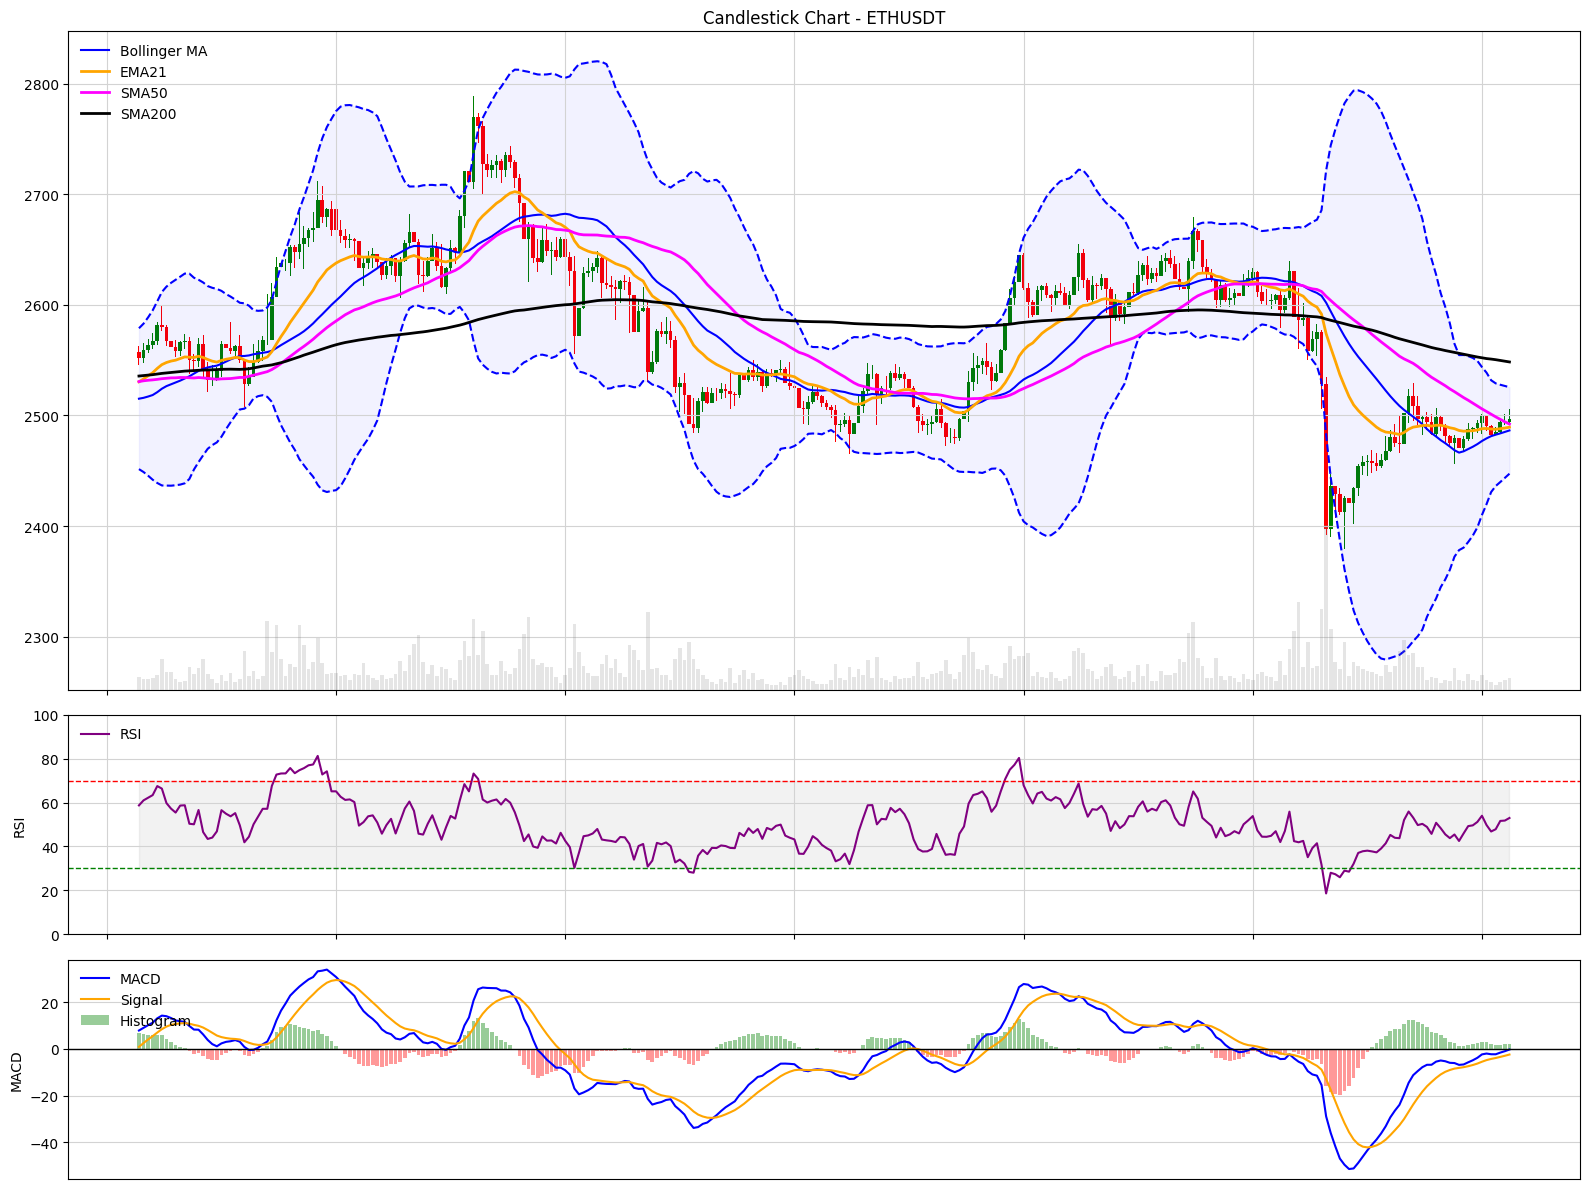 Candlestick Chart - ETHUSDT
Bollinger MA
EMA21
SMA50
SMA200
2800
2700
2600
2500
2400
2300
RSI
100
80
60
40
20
0
RSI
MACD
Signal
Histogram
20
0
−20
−40
MACD